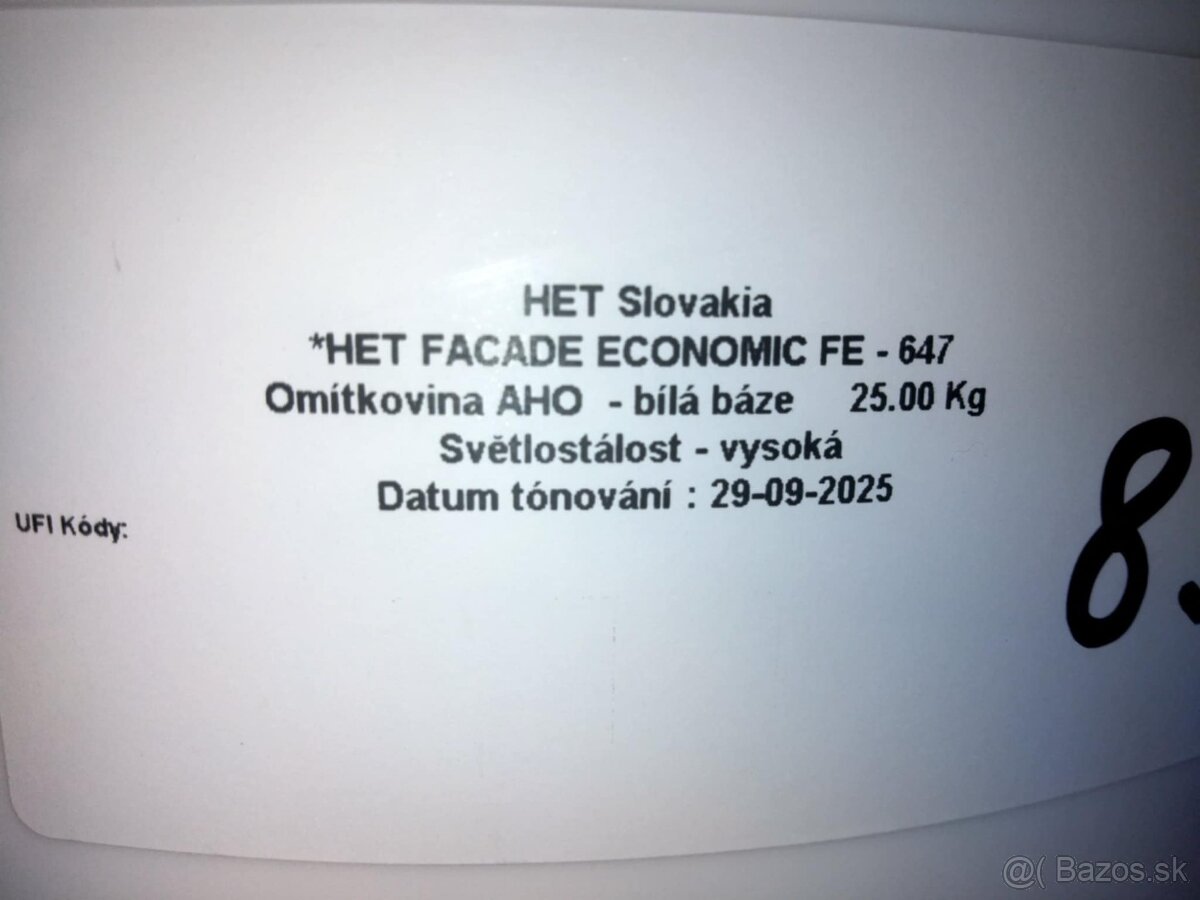 HET Slovakia
*HET FACADE ECONOMIC FE - 647
Omítkovina AHO - bílá báze 25.00 Kg
Světlostálost - vysoká
Datum tónování : 29-09-2025
UFI Kódy:
8.
@( Bazos.sk